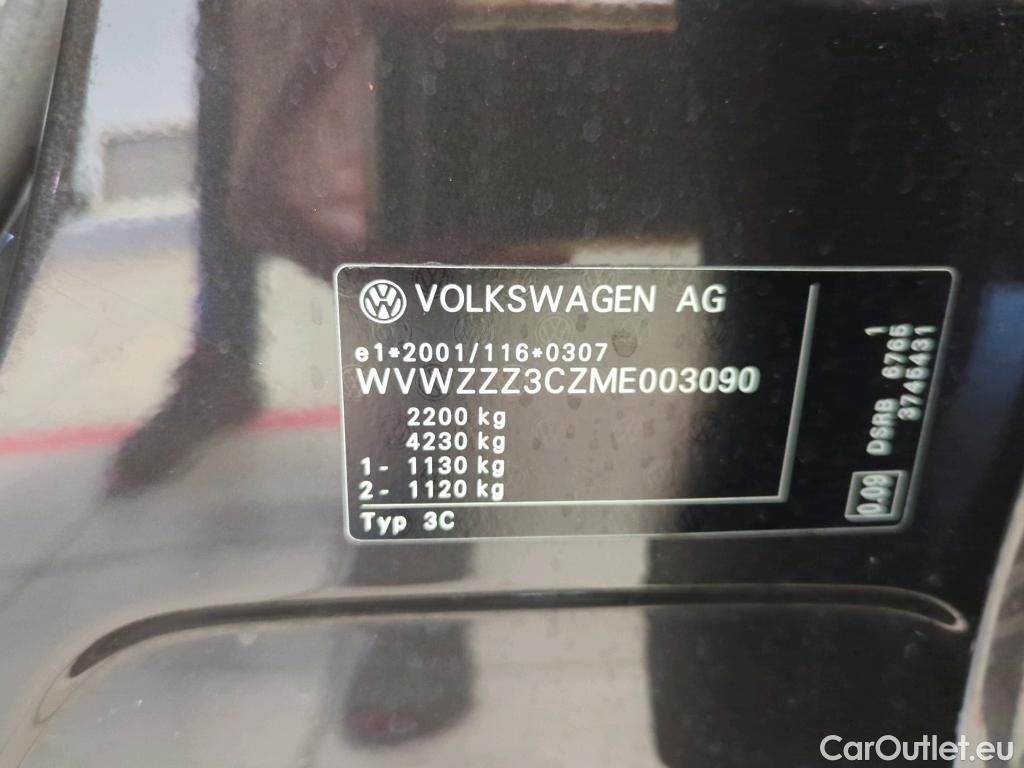 VOLKSWAGEN AG
e1*2001/116*0307
WVWZZZ3CZME003090
2200 kg
4230 kg
1- 1130 kg
2- 1120 kg
Typ 3C
1
DSRB 6765
3745431
0.09
CarOutlet.eu